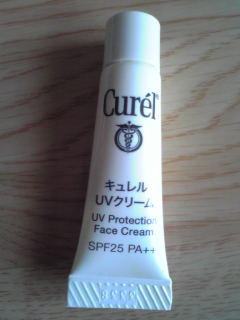 Curél®
キュレル
UVクリーム
UV Protection
Face Cream
SPF25 PA++